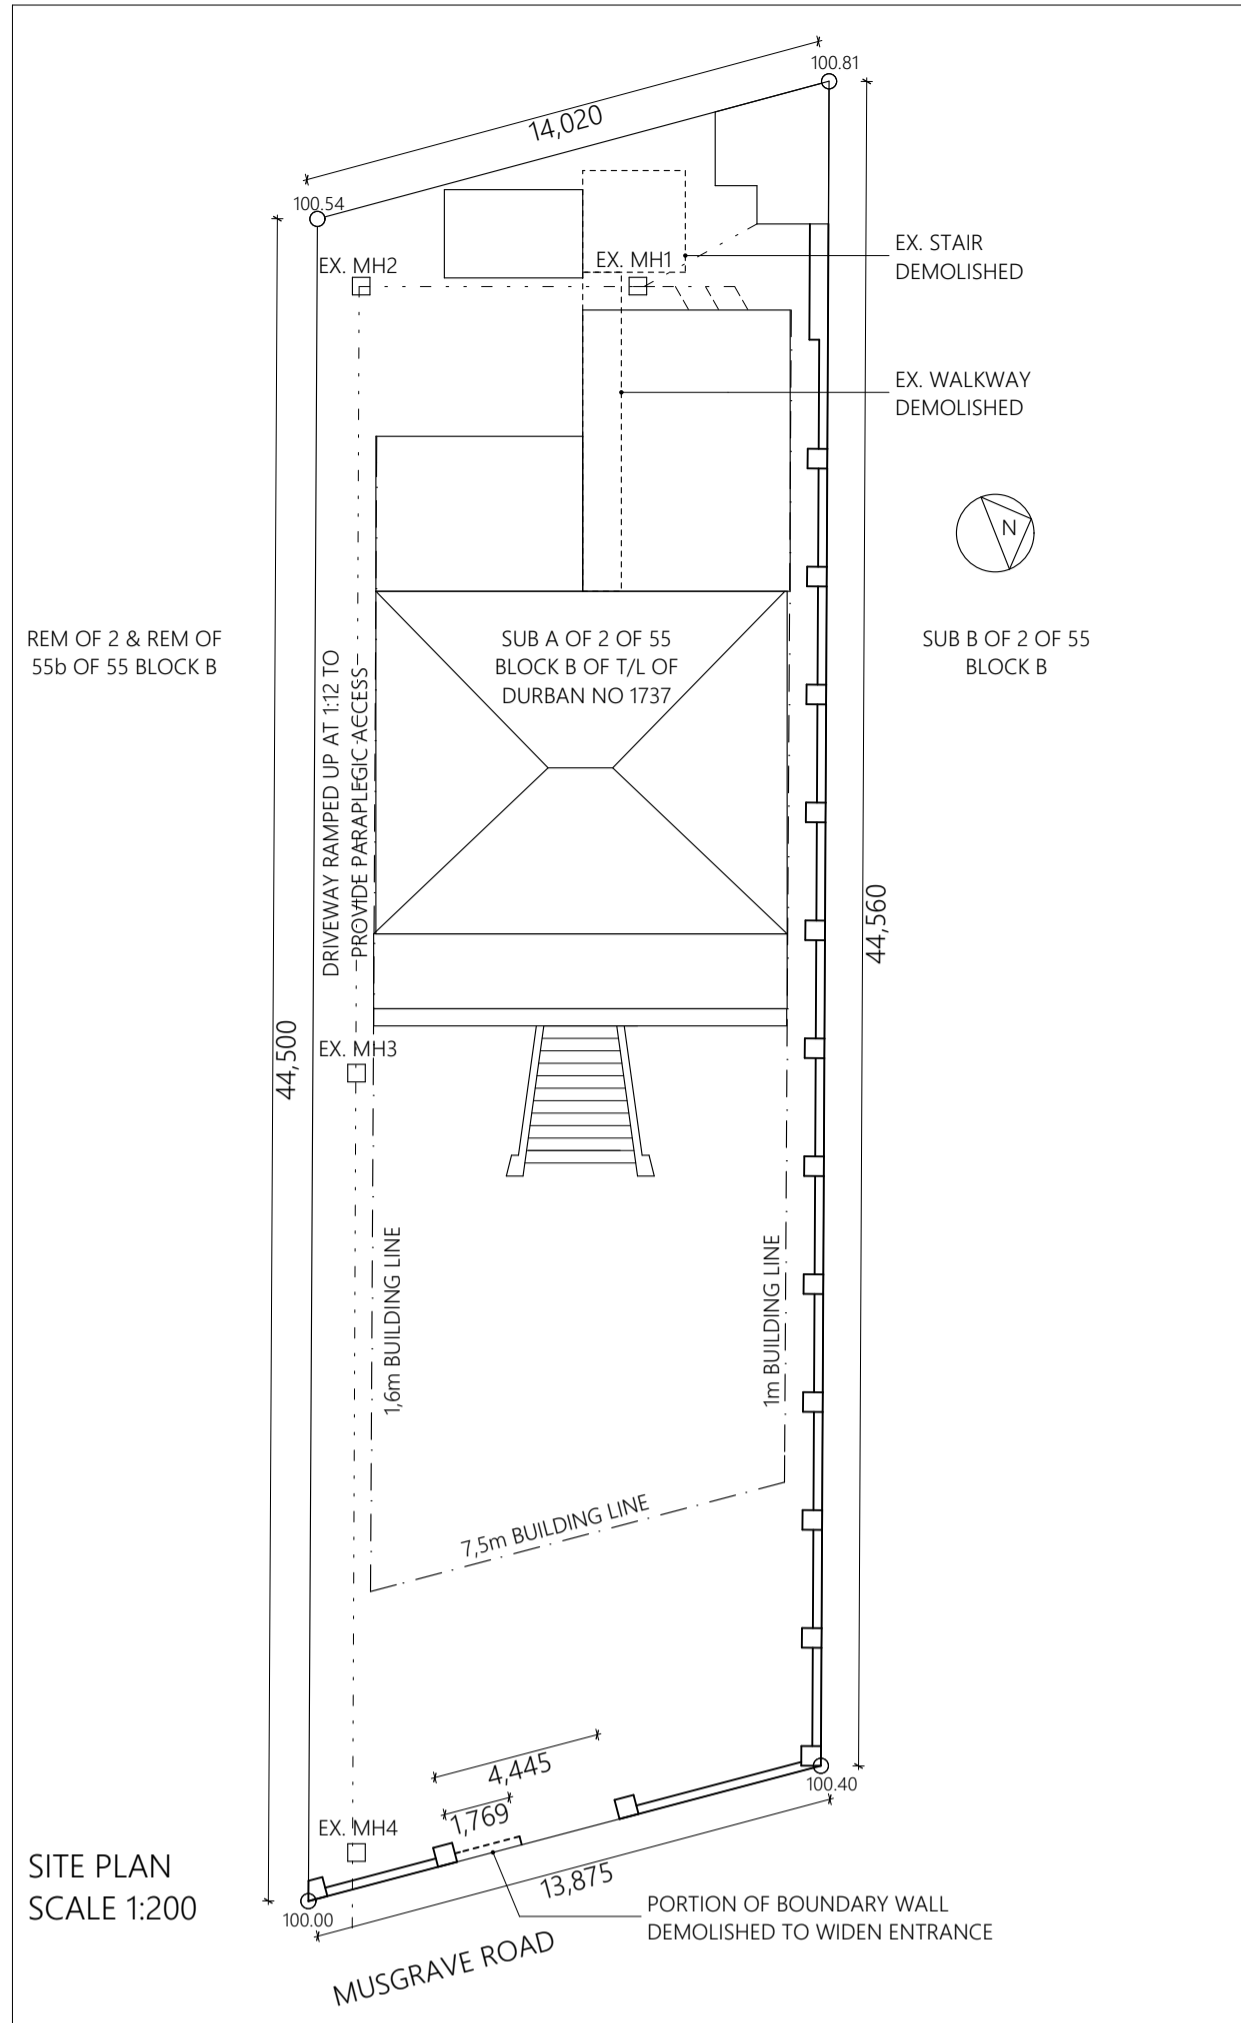 100.81
14,020
100.54
EX. STAIR
DEMOLISHED
EX. MH2
EX. MH1
EX. WALKWAY
DEMOLISHED
N
REM OF 2 & REM OF
55b OF 55 BLOCK B
SUB A OF 2 OF 55
BLOCK B OF T/L OF
DURBAN NO 1737
SUB B OF 2 OF 55
BLOCK B
DRIVEWAY RAMPED UP AT 1:12 TO
PROVIDE PARAPLEGIC ACCESS
44,560
44,500
EX. MH3
1,6m BUILDING LINE
1m BUILDING LINE
7,5m BUILDING LINE
4,445
100.40
1,769
EX. MH4
13,875
SITE PLAN
SCALE 1:200
PORTION OF BOUNDARY WALL
DEMOLISHED TO WIDEN ENTRANCE
100.00
MUSGRAVE ROAD